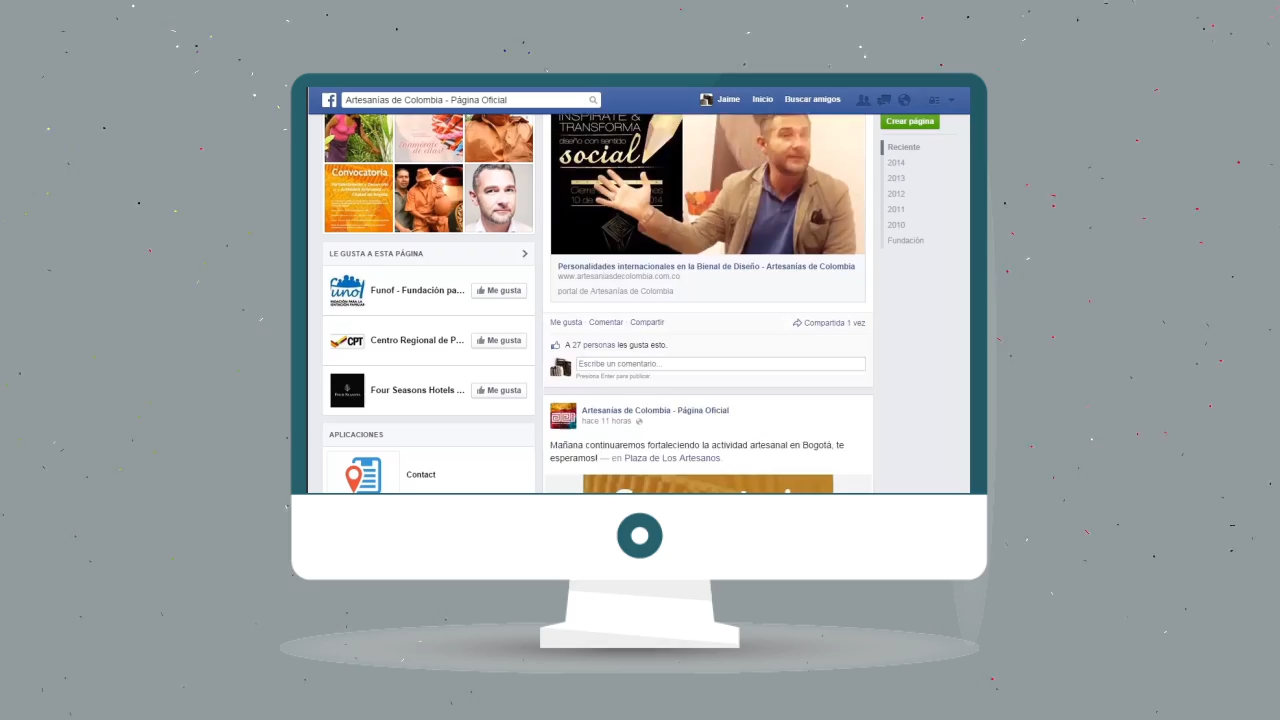 Artesanías de Colombia - Página Oficial
Jaime Inicio Buscar amigos
Convocatoria
LE GUSTA A ESTA PÁGINA
Funof - Fundación pa...
Me gusta
CPT
Centro Regional de P...
Me gusta
FOUR SEASONS
Four Seasons Hotels ...
Me gusta
APLICACIONES
Contact
INSPÍRATE &
TRANSFORMA
diseño con sentido
social
Personalidades internacionales en la Bienal de Diseño - Artesanías de Colombia
www.artesaniasdecolombia.com.co
portal de Artesanías de Colombia
Me gusta · Comentar · Compartir
Compartida 1 vez
A 27 personas les gusta esto.
Escribe un comentario...
Presiona Enter para publicar
Artesanías de Colombia - Página Oficial
hace 11 horas
Mañana continuaremos fortaleciendo la actividad artesanal en Bogotá, te
esperamos! — en Plaza de Los Artesanos.
Crear página
Reciente
2014
2013
2012
2011
2010
Fundación